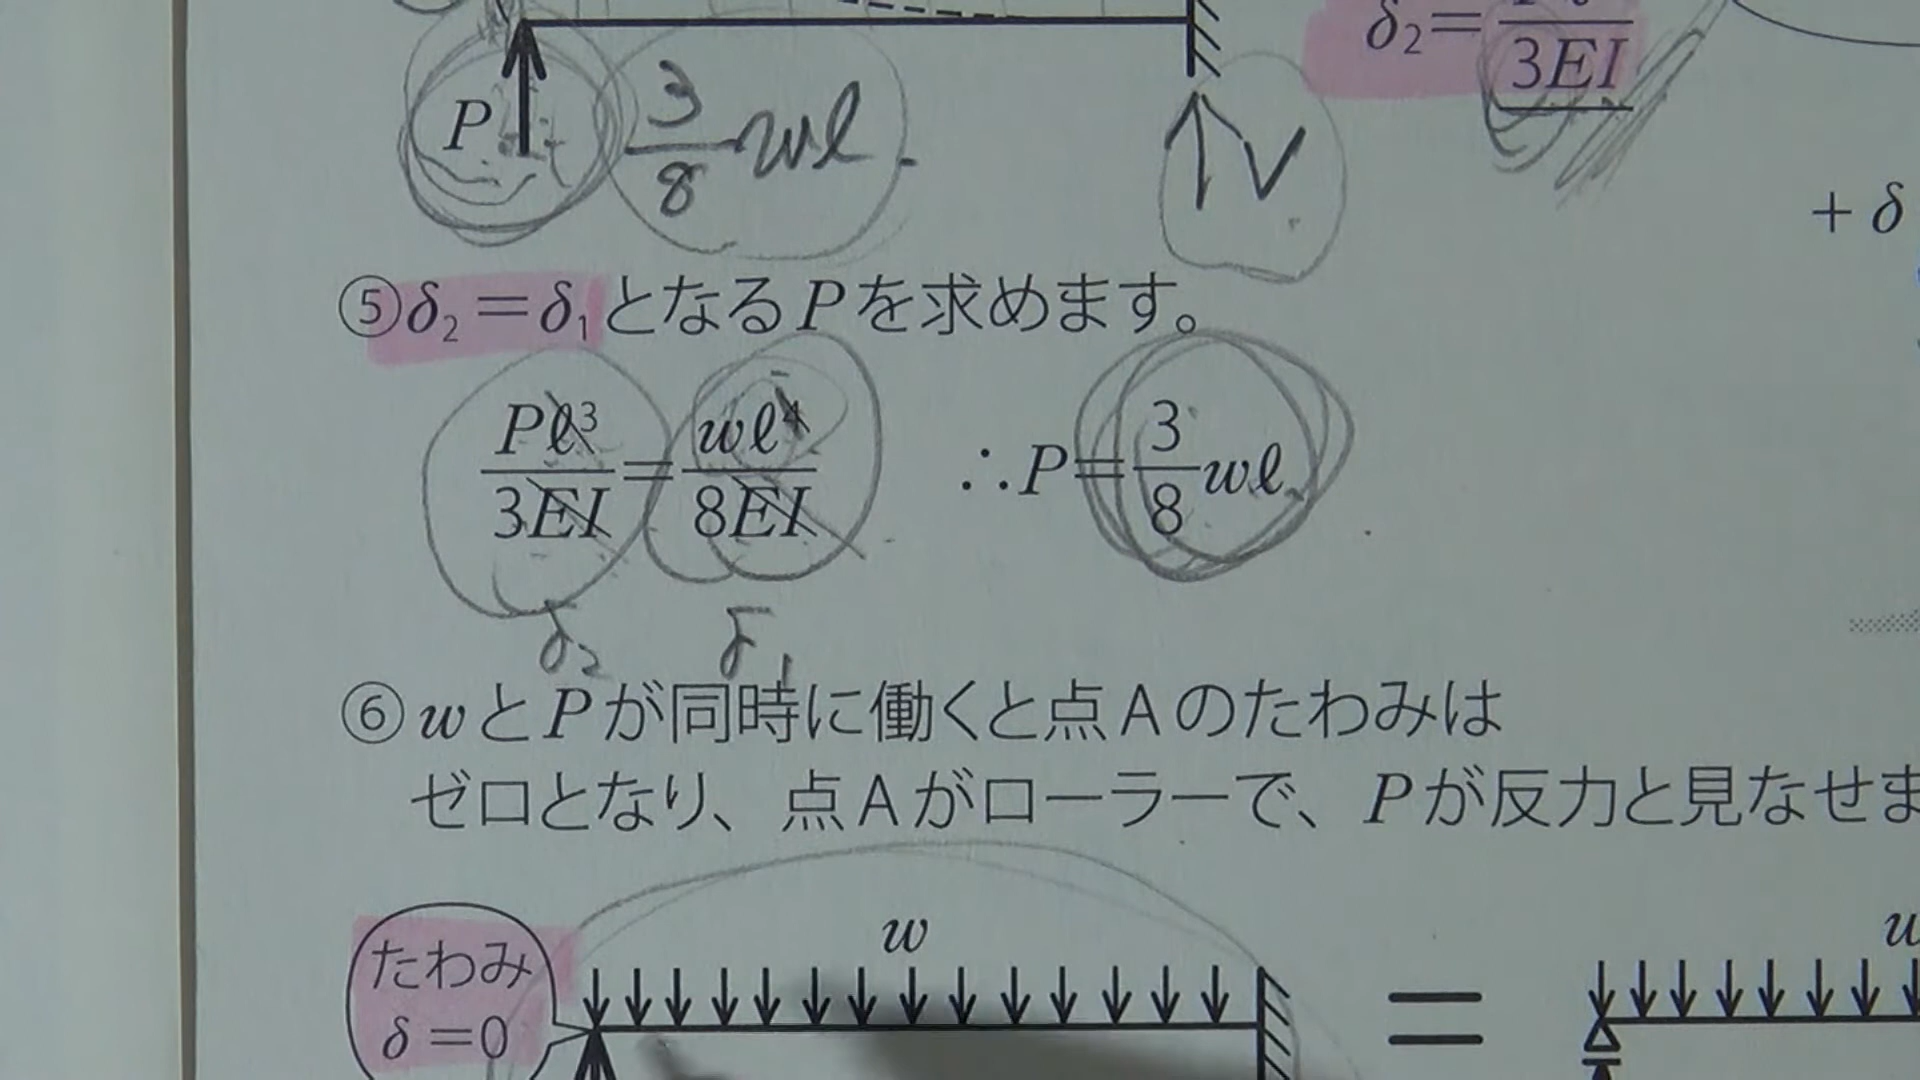 δ₂=
3EI
P
3/8 wℓ
↑V
+δ
⑤δ₂=δ₁となるPを求めます。
Pℓ³/3EI=wℓ⁴/8EI ∴P=3/8wℓ
δ₂ δ₁
⑥wとPが同時に働くと点Aのたわみは
ゼロとなり、点Aがローラーで、Pが反力と見なせま
w
たわみ
δ=0
=
w